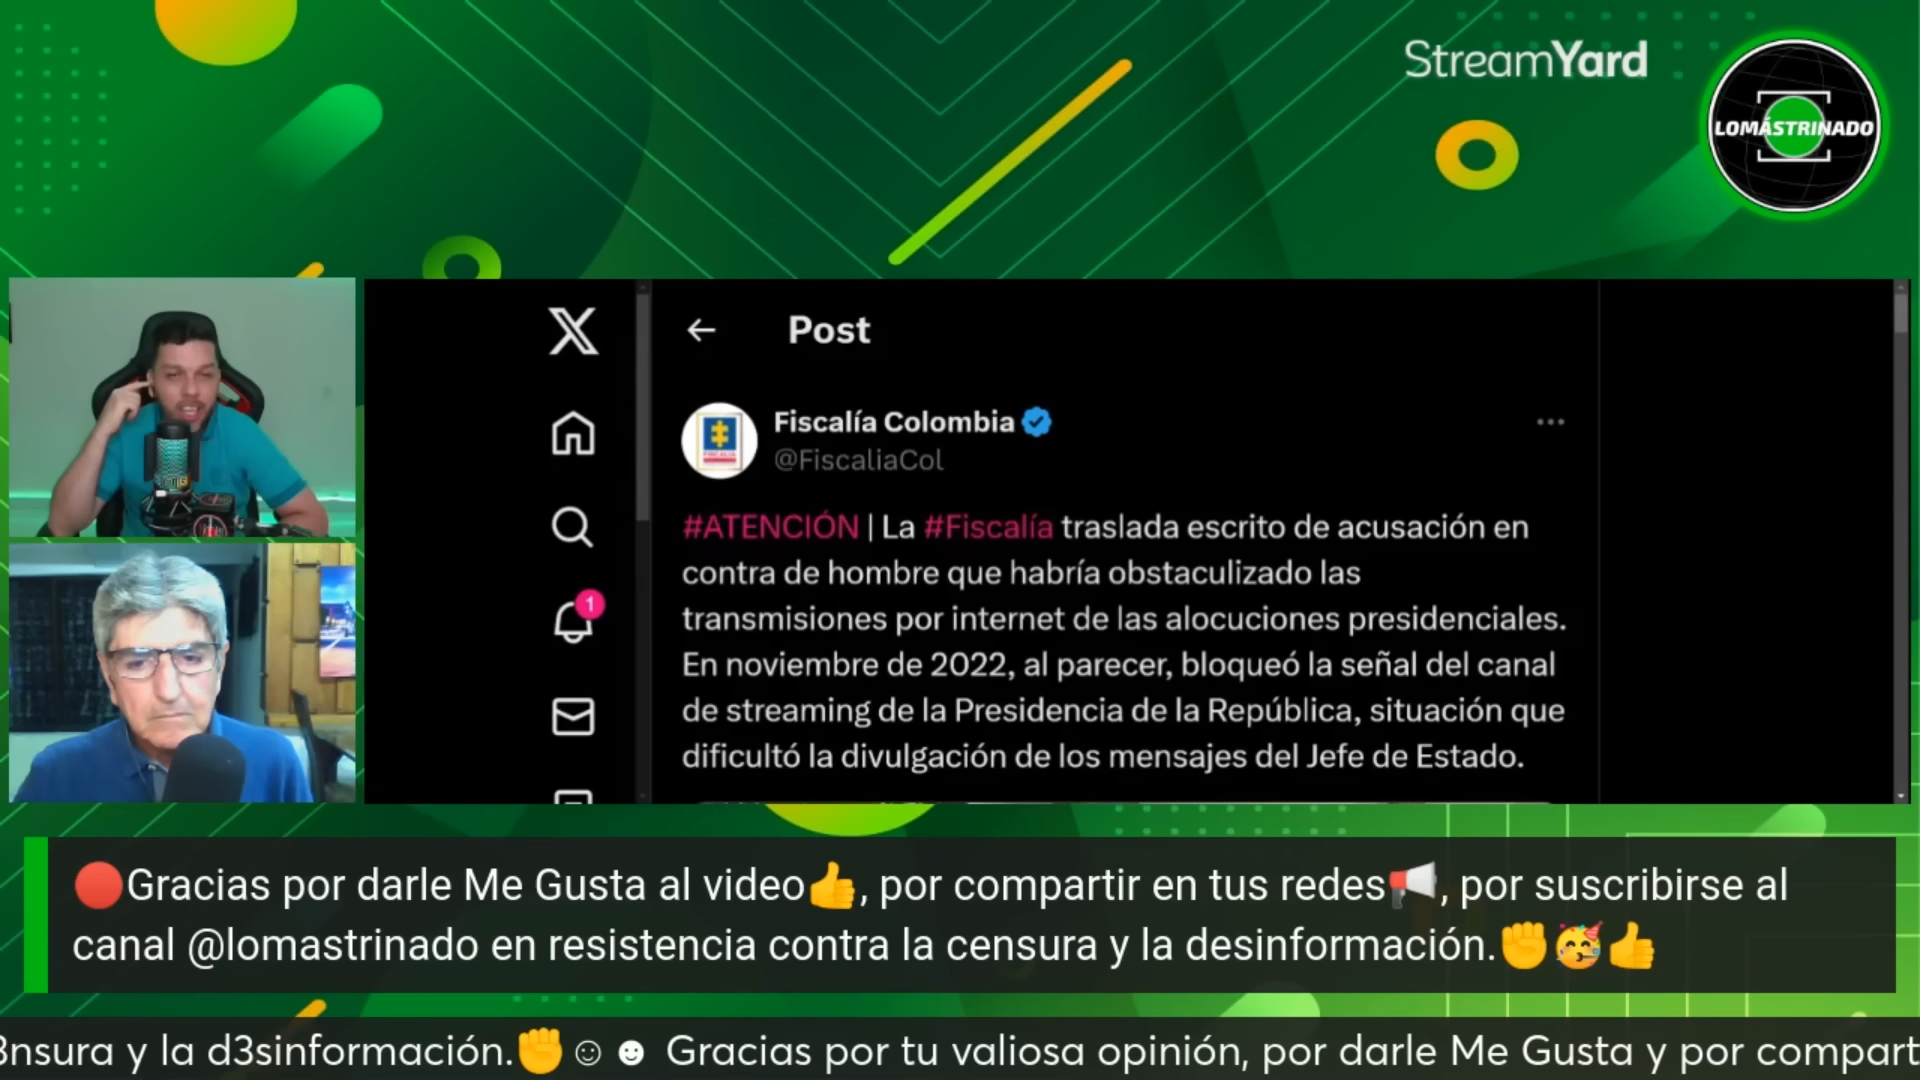 StreamYard
LOMÁSTRINADO
Post
1
Fiscalía Colombia
@FiscaliaCol
#ATENCIÓN | La #Fiscalía traslada escrito de acusación en
contra de hombre que habría obstaculizado las
transmisiones por internet de las alocuciones presidenciales.
En noviembre de 2022, al parecer, bloqueó la señal del canal
de streaming de la Presidencia de la República, situación que
dificultó la divulgación de los mensajes del Jefe de Estado.
🔴Gracias por darle Me Gusta al video👍, por compartir en tus redes📢, por suscribirse al
canal @lomastrinado en resistencia contra la censura y la desinformación.✊🥳👍
3nsura y la d3sinformación.✊☺☻ Gracias por tu valiosa opinión, por darle Me Gusta y por compart